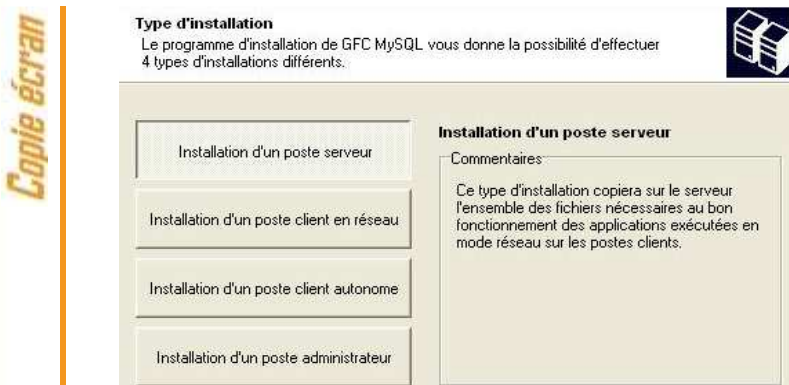 Copie écran
Type d'installation
Le programme d'installation de GFC MySQL vous donne la possibilité d'effectuer
4 types d'installations différents.
Installation d'un poste serveur
Installation d'un poste client en réseau
Installation d'un poste client autonome
Installation d'un poste administrateur
Installation d'un poste serveur
Commentaires
Ce type d'installation copiera sur le serveur
l'ensemble des fichiers nécessaires au bon
fonctionnement des applications exécutées en
mode réseau sur les postes clients.